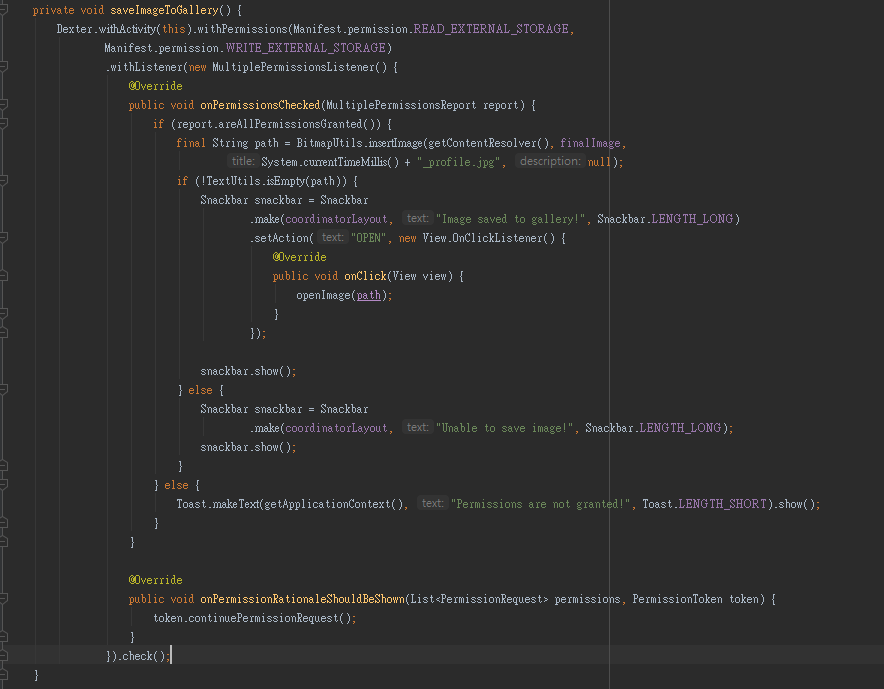 private void saveImageToGallery() {
Dexter.withActivity(this).withPermissions(Manifest.permission.READ_EXTERNAL_STORAGE,
Manifest.permission.WRITE_EXTERNAL_STORAGE)
.withListener(new MultiplePermissionsListener() {
@Override
public void onPermissionsChecked(MultiplePermissionsReport report) {
if (report.areAllPermissionsGranted()) {
final String path = BitmapUtils.insertImage(getContentResolver(), finalImage,
title: System.currentTimeMillis() + "_profile.jpg", description: null);
if (!TextUtils.isEmpty(path)) {
Snackbar snackbar = Snackbar
.make(coordinatorLayout, text: "Image saved to gallery!", Snackbar.LENGTH_LONG)
.setAction( text: "OPEN", new View.OnClickListener() {
@Override
public void onClick(View view) {
openImage(path);
}
});
snackbar.show();
} else {
Snackbar snackbar = Snackbar
.make(coordinatorLayout, text: "Unable to save image!", Snackbar.LENGTH_LONG);
snackbar.show();
}
} else {
Toast.makeText(getApplicationContext(), text: "Permissions are not granted!", Toast.LENGTH_SHORT).show();
}
}
@Override
public void onPermissionRationaleShouldBeShown(List<PermissionRequest> permissions, PermissionToken token) {
token.continuePermissionRequest();
}
}).check();
}